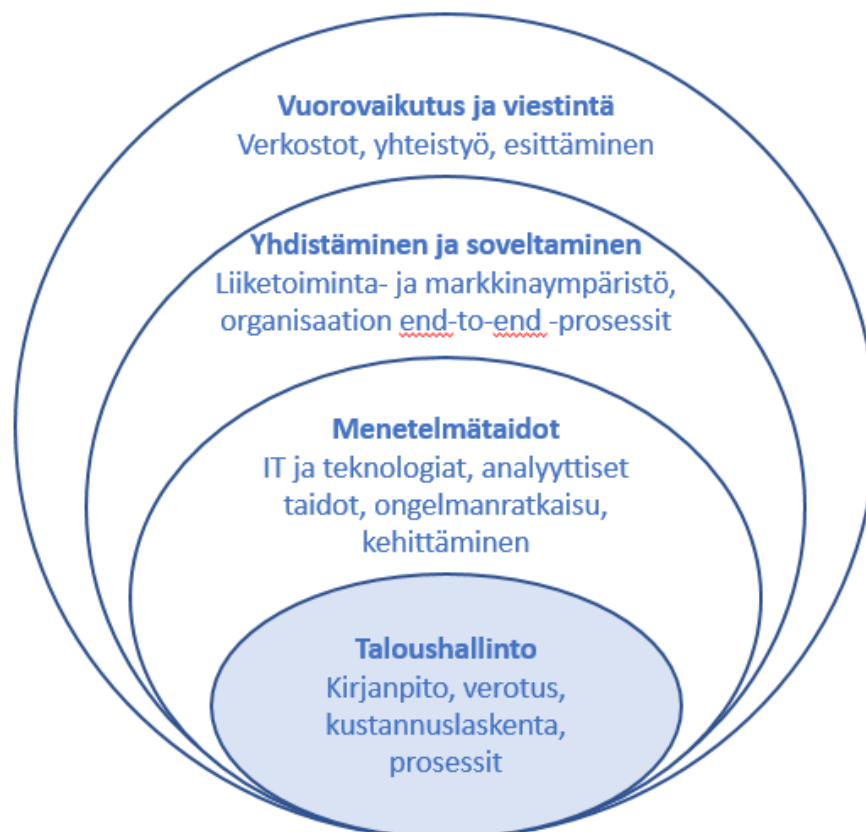 Vuorovaikutus ja viestintä
Verkostot, yhteistyö, esittäminen
Yhdistäminen ja soveltaminen
Liiketoiminta- ja markkinaympäristö,
organisaation end-to-end -prosessit
Menetelmätaidot
IT ja teknologiat, analyyttiset
taidot, ongelmanratkaisu,
kehittäminen
Taloushallinto
Kirjanpito, verotus,
kustannuslaskenta,
prosessit